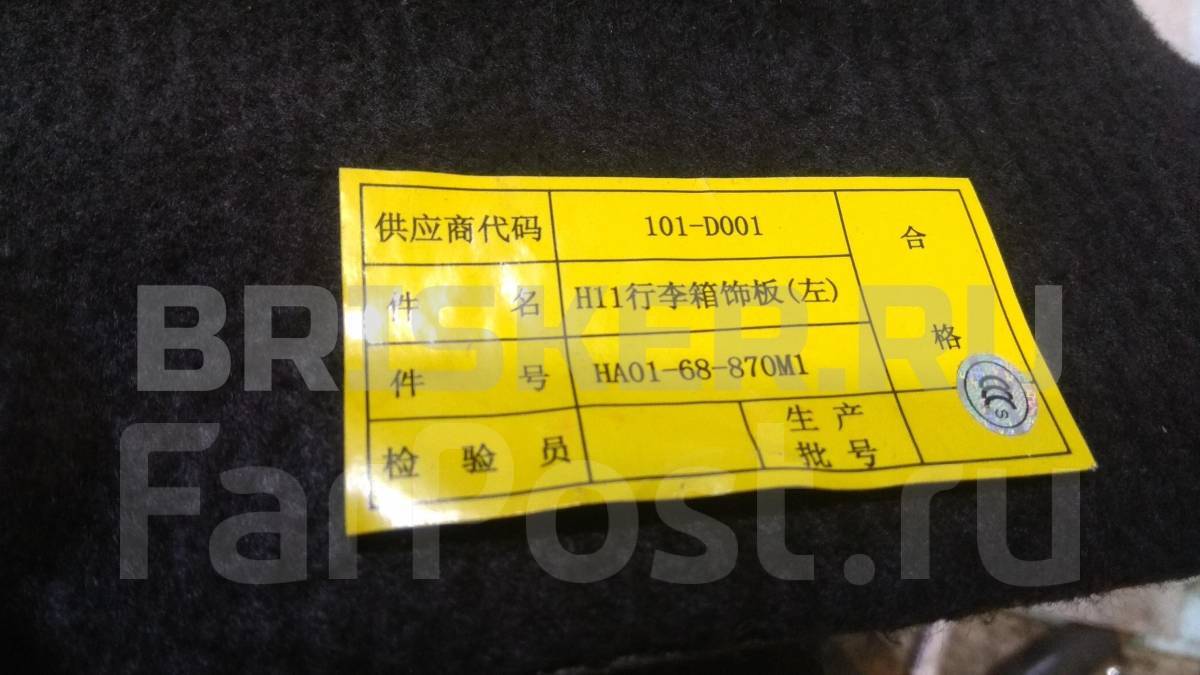 供应商代码 101-D001 合格
件名 H11行李箱饰板(左)
件号 HA01-68-870M1
检验员 生产批号
S
BRISKER.RU
FarPost.ru